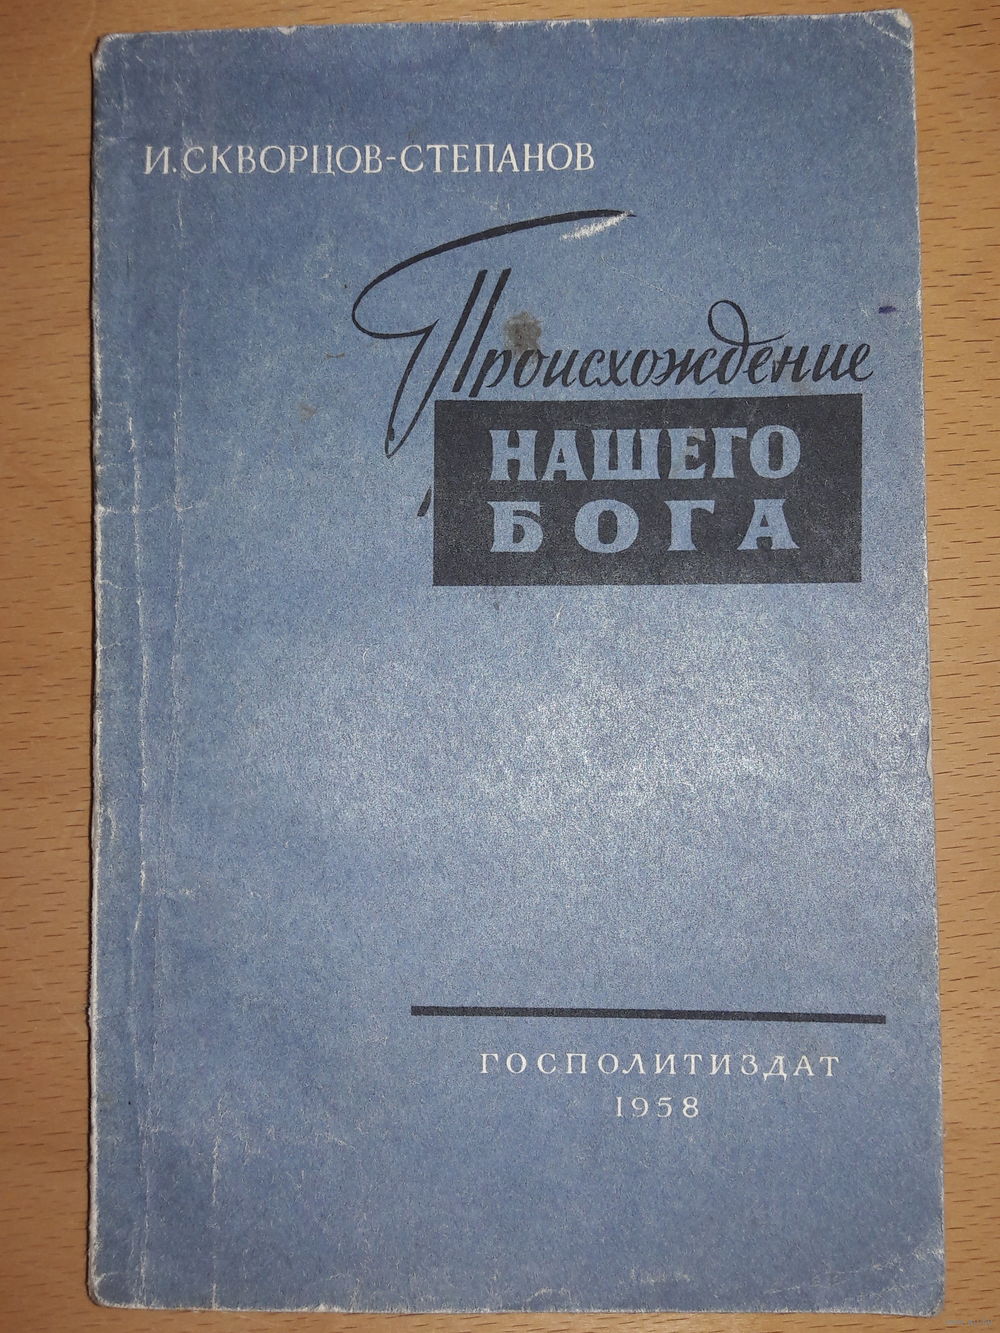 И. СКВОРЦОВ-СТЕПАНОВ
Происхождение
НАШЕГО
БОГА
ГОСПОЛИТИЗДАТ
1958